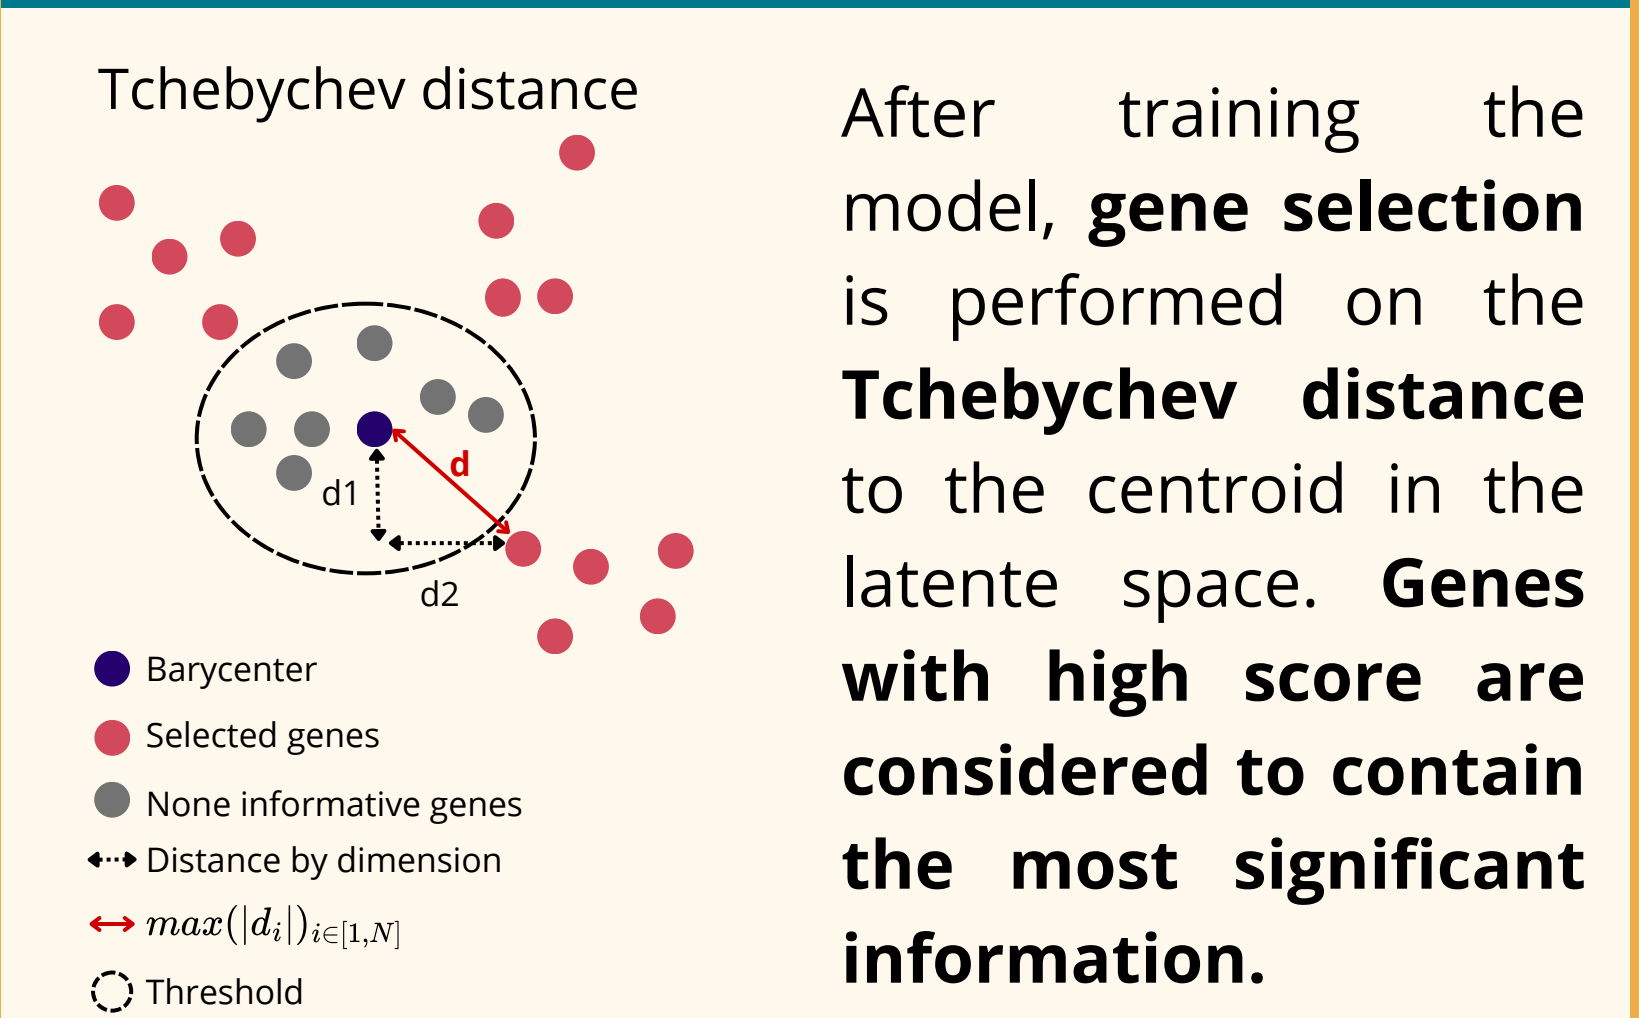 Tchebychev distance
d
d1
d2
Barycenter
Selected genes
None informative genes
Distance by dimension
max(|d_i|)_{i∈[1,N]}
Threshold
After training the
model, gene selection
is performed on the
Tchebychev distance
to the centroid in the
latente space. Genes
with high score are
considered to contain
the most significant
information.